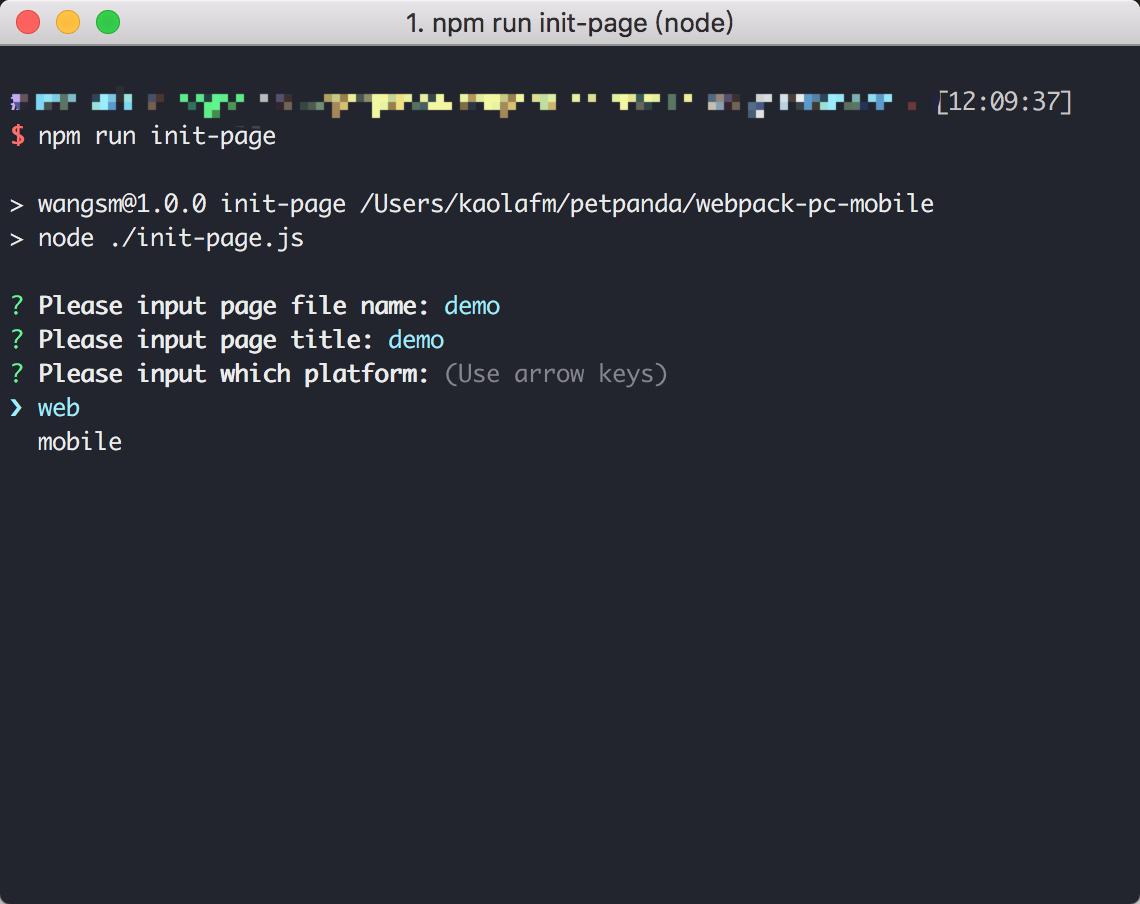 1. npm run init-page (node)
[12:09:37]
$ npm run init-page
> wangsm@1.0.0 init-page /Users/kaolafm/petpanda/webpack-pc-mobile
> node ./init-page.js
? Please input page file name: demo
? Please input page title: demo
? Please input which platform: (Use arrow keys)
❯ web
mobile